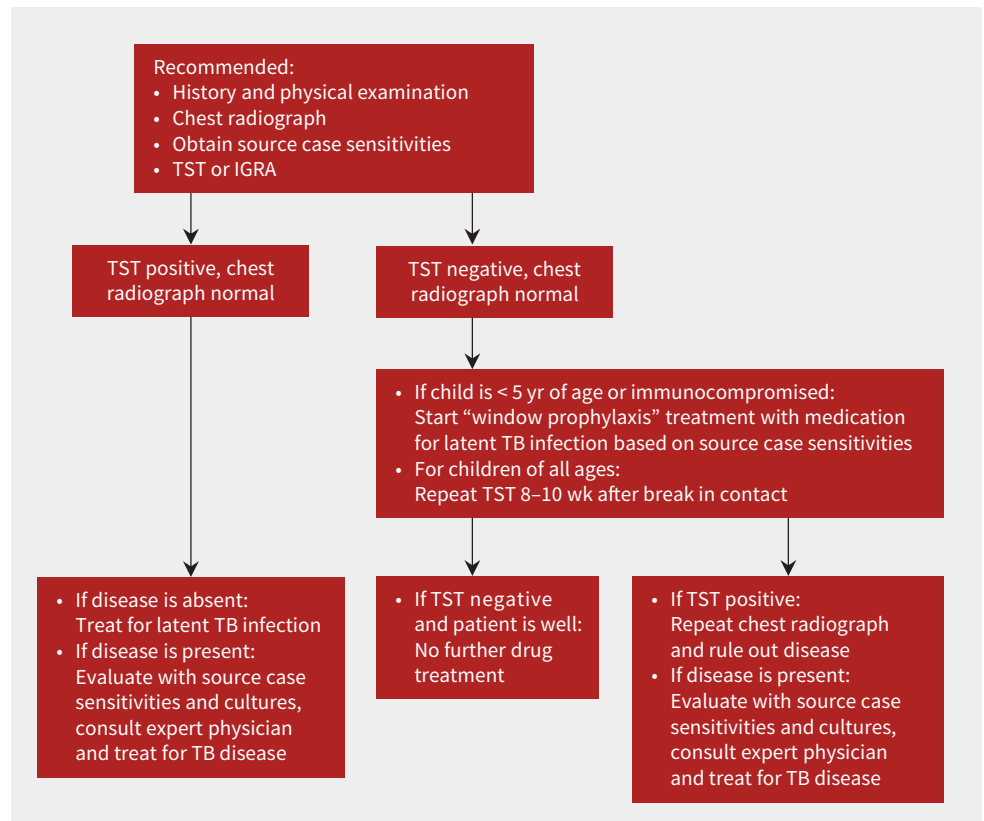 Recommended:
• History and physical examination
• Chest radiograph
• Obtain source case sensitivities
• TST or IGRA
TST positive, chest
radiograph normal
TST negative, chest
radiograph normal
• If child is < 5 yr of age or immunocompromised:
Start “window prophylaxis” treatment with medication
for latent TB infection based on source case sensitivities
• For children of all ages:
Repeat TST 8–10 wk after break in contact
• If disease is absent:
Treat for latent TB infection
• If disease is present:
Evaluate with source case
sensitivities and cultures,
consult expert physician
and treat for TB disease
• If TST negative
and patient is well:
No further drug
treatment
• If TST positive:
Repeat chest radiograph
and rule out disease
• If disease is present:
Evaluate with source case
sensitivities and cultures,
consult expert physician
and treat for TB disease